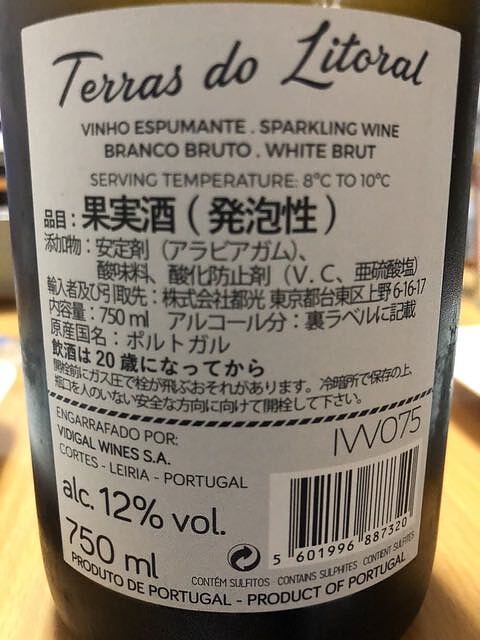 Terras do Litoral
VINHO ESPUMANTE . SPARKLING WINE
BRANCO BRUTO . WHITE BRUT
SERVING TEMPERATURE: 8ºC TO 10ºC
品目：果実酒（発泡性）
添加物：安定剤（アラビアガム）、
酸味料、酸化防止剤（V.C、亜硫酸塩）
輸入者及び引取先：株式会社都光 東京都台東区上野6-16-17
内容量：750ml アルコール分：裏ラベルに記載
原産国名：ポルトガル
飲酒は20歳になってから
開栓前にガス圧で栓が飛ぶおそれがあります。冷暗所で保存の上、
瓶口を人のいない安全な方向に向けて開栓して下さい。
ENGARRAFADO POR:
VIDIGAL WINES S.A.
CORTES - LEIRIA - PORTUGAL
IVV075
alc. 12% vol.
750 ml
5 601996 887320
CONTÉM SULFITOS - CONTAINS SULPHITES - CONTIENT SULFITES
PRODUTO DE PORTUGAL - PRODUCT OF PORTUGAL